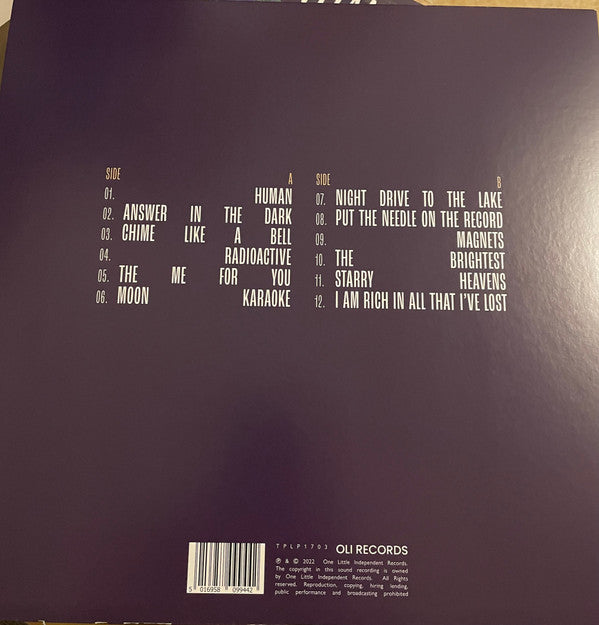 SIDE A
01. HUMAN
02. ANSWER IN THE DARK
03. CHIME LIKE A BELL
04. RADIOACTIVE
05. THE ME FOR YOU
06. MOON KARAOKE
SIDE B
07. NIGHT DRIVE TO THE LAKE
08. PUT THE NEEDLE ON THE RECORD
09. MAGNETS
10. THE BRIGHTEST
11. STARRY HEAVENS
12. I AM RICH IN ALL THAT I'VE LOST
TPLP1703 OLI RECORDS
℗ & © 2022 One Little Independent Records.
The copyright in this sound recording is owned
by One Little Independent Records. All Rights
reserved. Reproduction, copying, hiring lending,
public performance and broadcasting prohibited
5 016958 099442